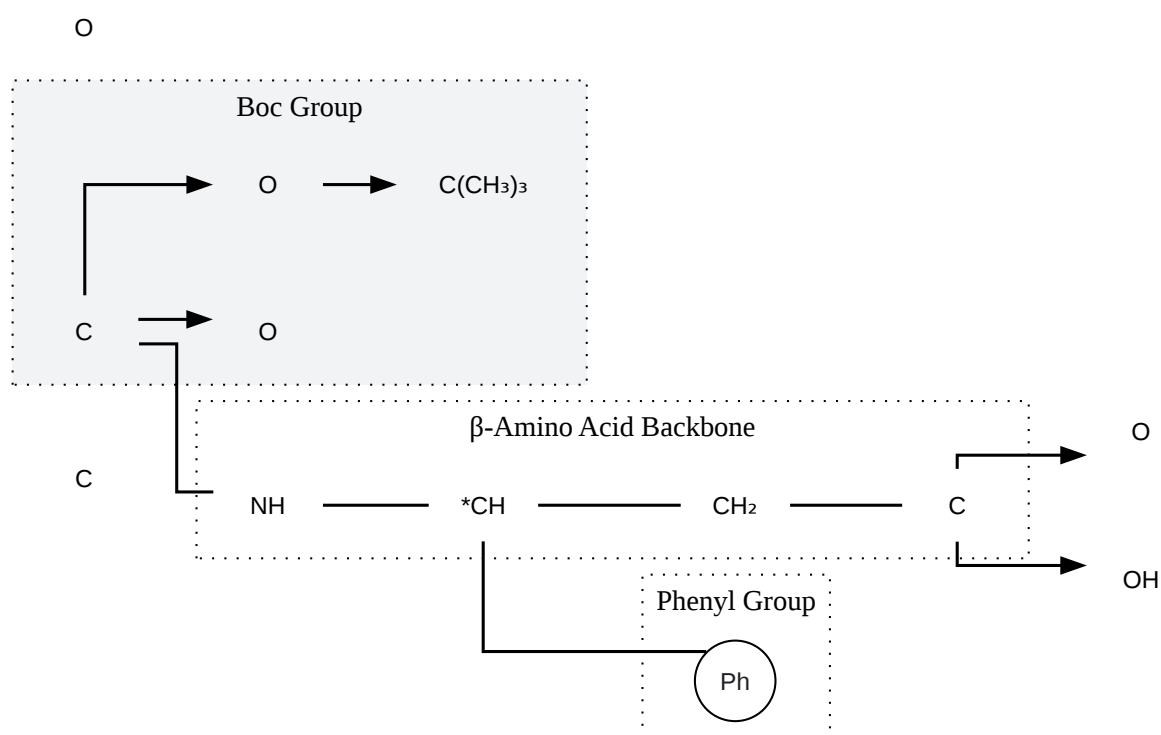 O
Boc Group
O
C(CH₃)₃
C
O
β-Amino Acid Backbone
O
C
NH
*CH
CH₂
C
OH
Phenyl Group
Ph